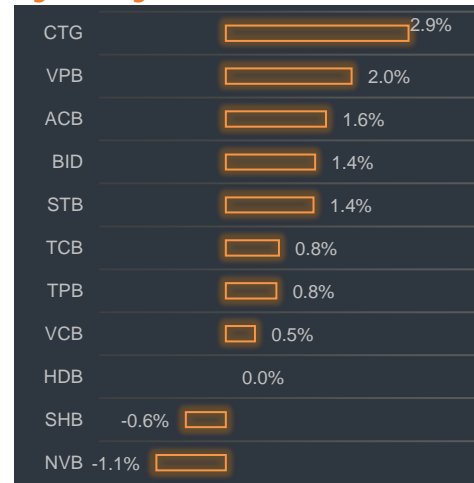 CTG 2.9%
VPB 2.0%
ACB 1.6%
BID 1.4%
STB 1.4%
TCB 0.8%
TPB 0.8%
VCB 0.5%
HDB 0.0%
SHB -0.6%
NVB -1.1%